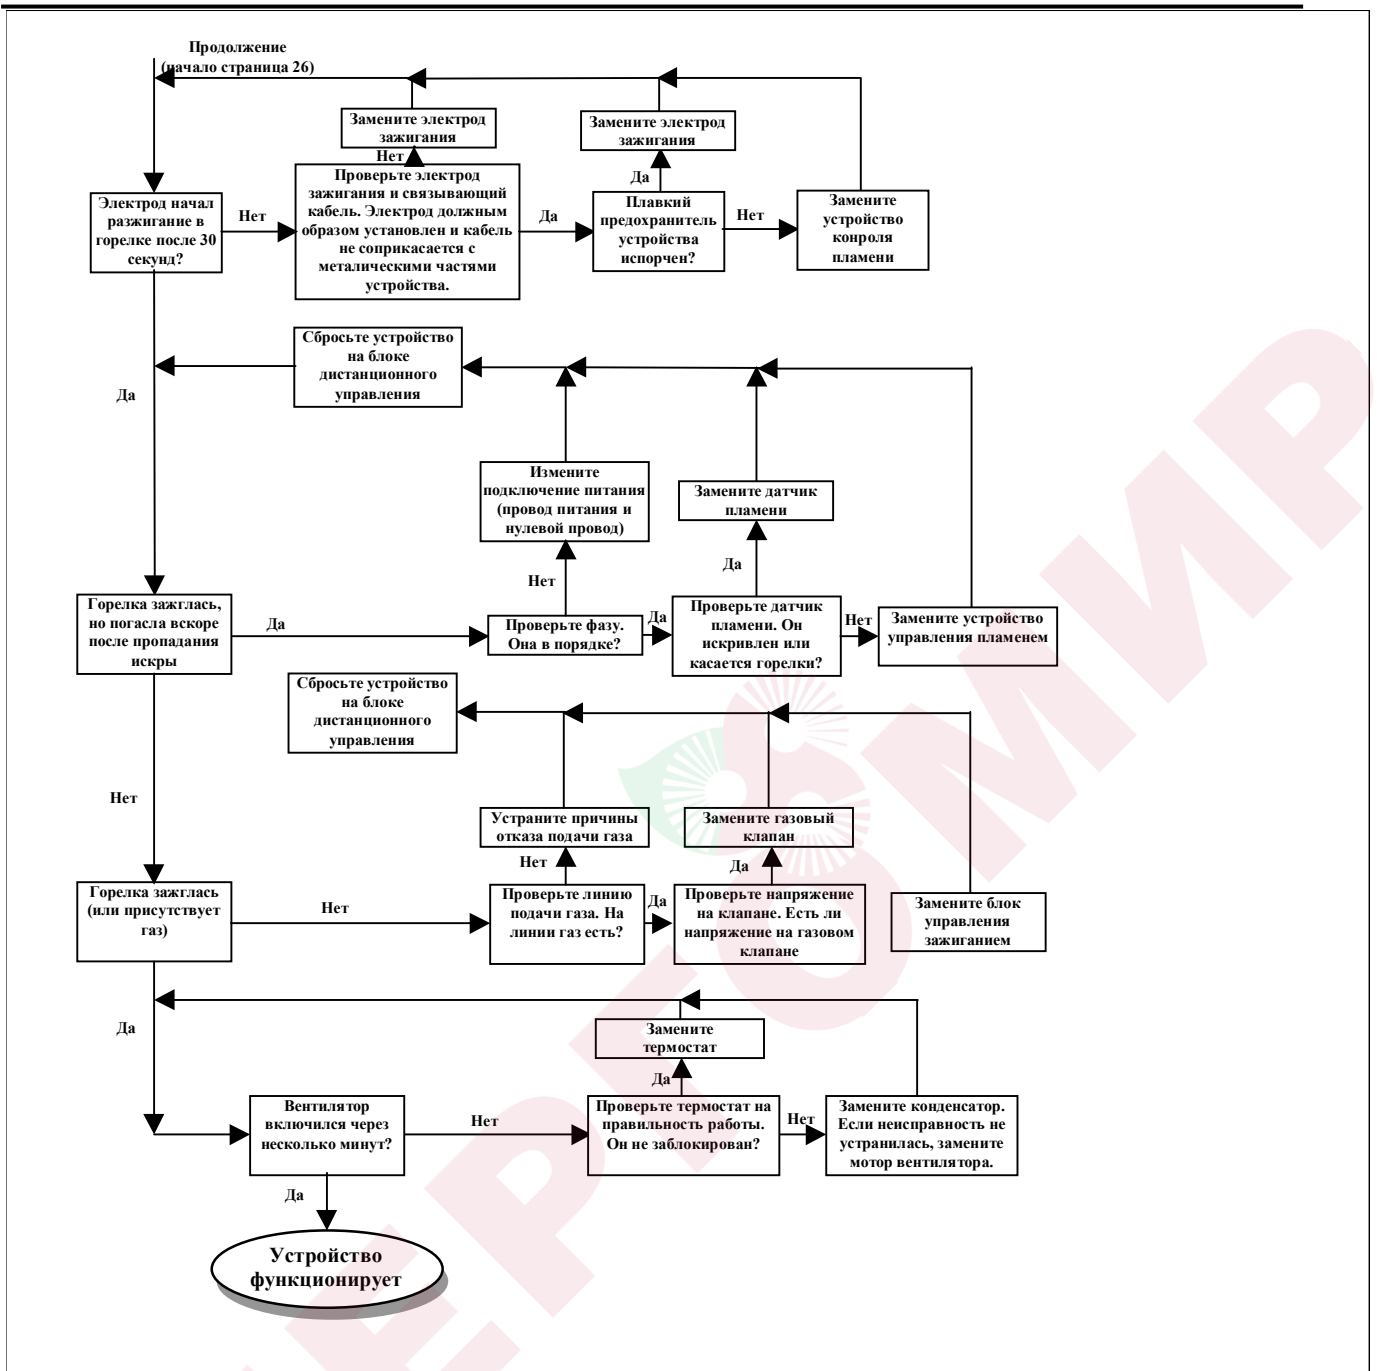 Продолжение
(начало страница 26)
Замените электрод
зажигания
Замените электрод
зажигания
Нет
Да
Электрод начал
разжигание в
горелке после 30
секунд?
Нет
Проверьте электрод
зажигания и связывающий
кабель. Электрод должным
образом установлен и кабель
не соприкасается с
металическими частями
устройства.
Да
Плавкий
предохранитель
устройства
испорчен?
Нет
Замените
устройство
конроля
пламени
Да
Сбросьте устройство
на блоке
дистанционного
управления
Измените
подключение питания
(провод питания и
нулевой провод)
Замените датчик
пламени
Нет
Да
Горелка зажглась,
но погасла вскоре
после пропадания
искры
Да
Проверьте фазу.
Она в порядке?
Да
Проверьте датчик
пламени. Он
искривлен или
касается горелки?
Нет
Замените устройство
управления пламенем
Сбросьте устройство
на блоке
дистанционного
управления
Нет
Устраните причины
отказа подачи газа
Замените газовый
клапан
Нет
Да
Горелка зажглась
(или присутствует
газ)
Нет
Проверьте линию
подачи газа. На
линии газ есть?
Да
Проверьте напряжение
на клапане. Есть ли
напряжение на газовом
клапане
Замените блок
управления
зажиганием
Да
Замените
термостат
Да
Вентилятор
включился через
несколько минут?
Нет
Проверьте термостат на
правильность работы.
Он не заблокирован?
Нет
Замените конденсатор.
Если неисправность не
устранилась, замените
мотор вентилятора.
Да
Устройство
функционирует
ЕРГОМИР